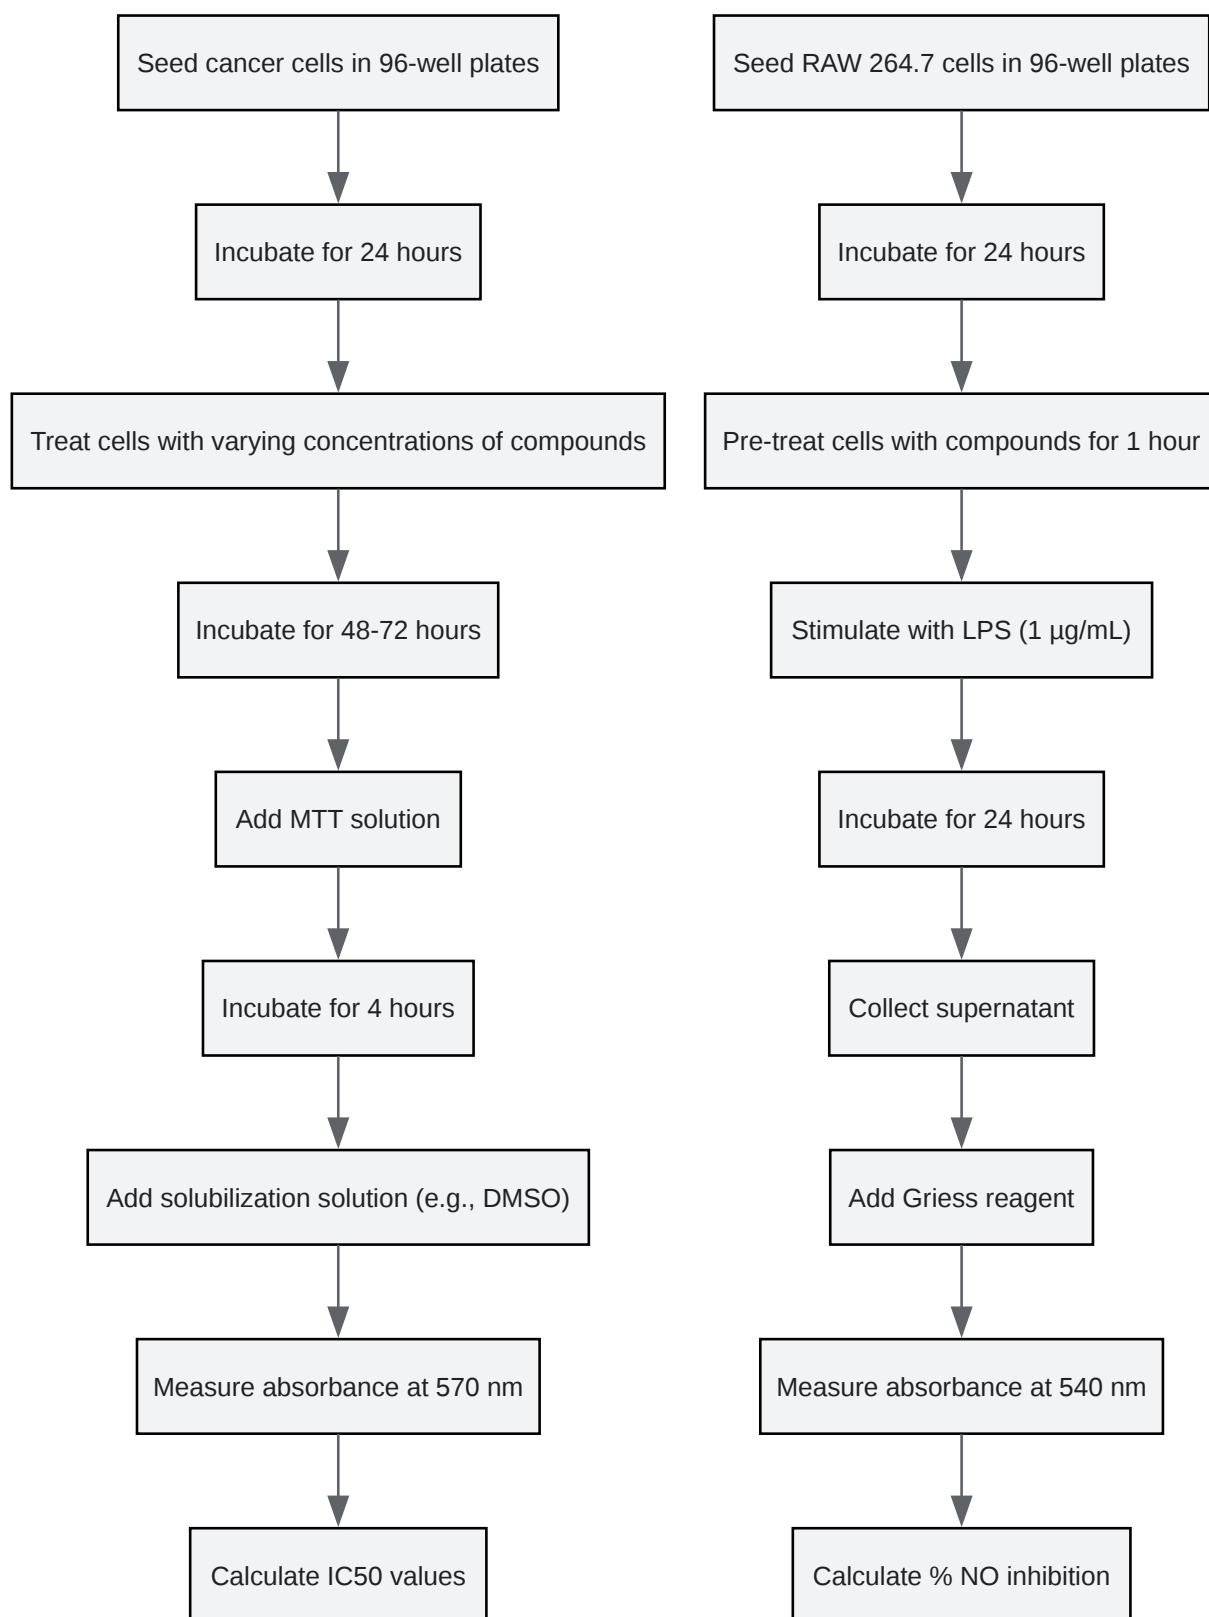 Seed cancer cells in 96-well plates
Incubate for 24 hours
Treat cells with varying concentrations of compounds
Incubate for 48-72 hours
Add MTT solution
Incubate for 4 hours
Add solubilization solution (e.g., DMSO)
Measure absorbance at 570 nm
Calculate IC50 values
Seed RAW 264.7 cells in 96-well plates
Incubate for 24 hours
Pre-treat cells with compounds for 1 hour
Stimulate with LPS (1 µg/mL)
Incubate for 24 hours
Collect supernatant
Add Griess reagent
Measure absorbance at 540 nm
Calculate % NO inhibition